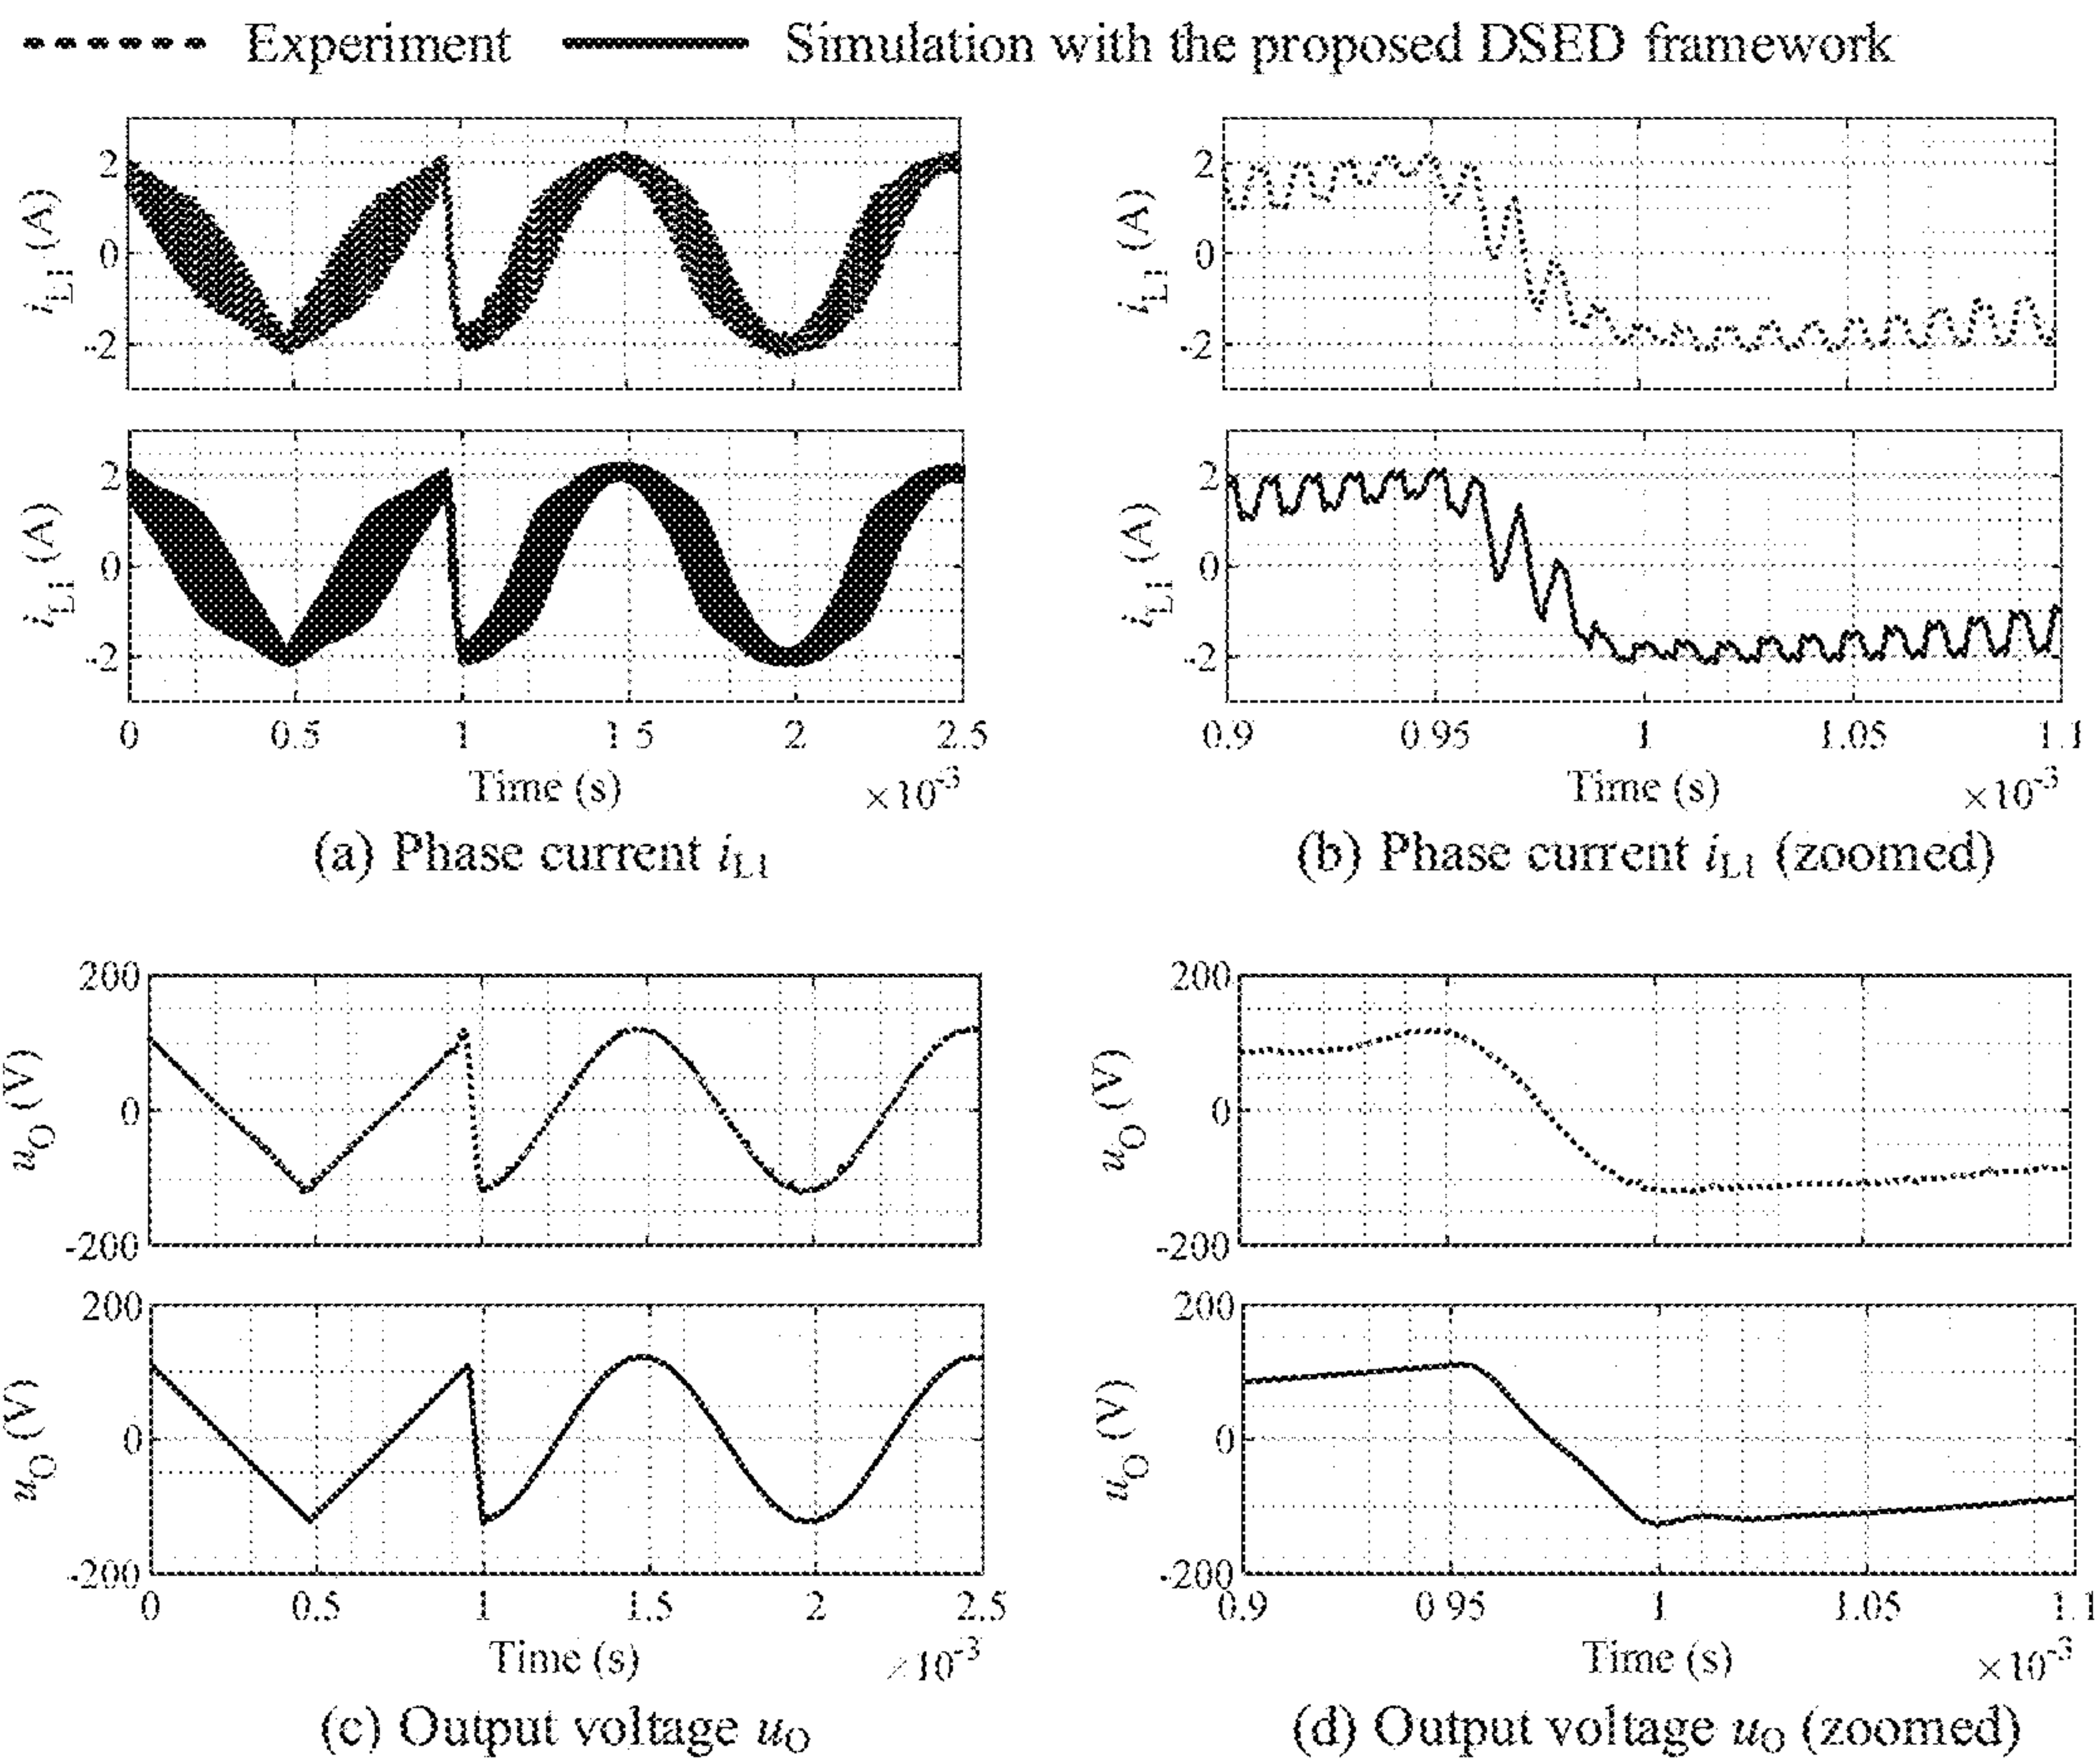 Experiment Simulation with the proposed DSED framework
2
0
-2
i_L1 (A)
2
0
-2
i_L1 (A)
0 0.5 1 1.5 2 2.5
Time (s) ×10^-3
(a) Phase current i_L1
2
0
-2
i_L1 (A)
2
0
-2
i_L1 (A)
0.9 0.95 1 1.05 1.1
Time (s) ×10^-3
(b) Phase current i_L1 (zoomed)
200
0
-200
u_O (V)
200
0
-200
u_O (V)
0 0.5 1 1.5 2 2.5
Time (s) ×10^-3
(c) Output voltage u_O
200
0
-200
u_O (V)
200
0
-200
u_O (V)
0.9 0.95 1 1.05 1.1
Time (s) ×10^-3
(d) Output voltage u_O (zoomed)